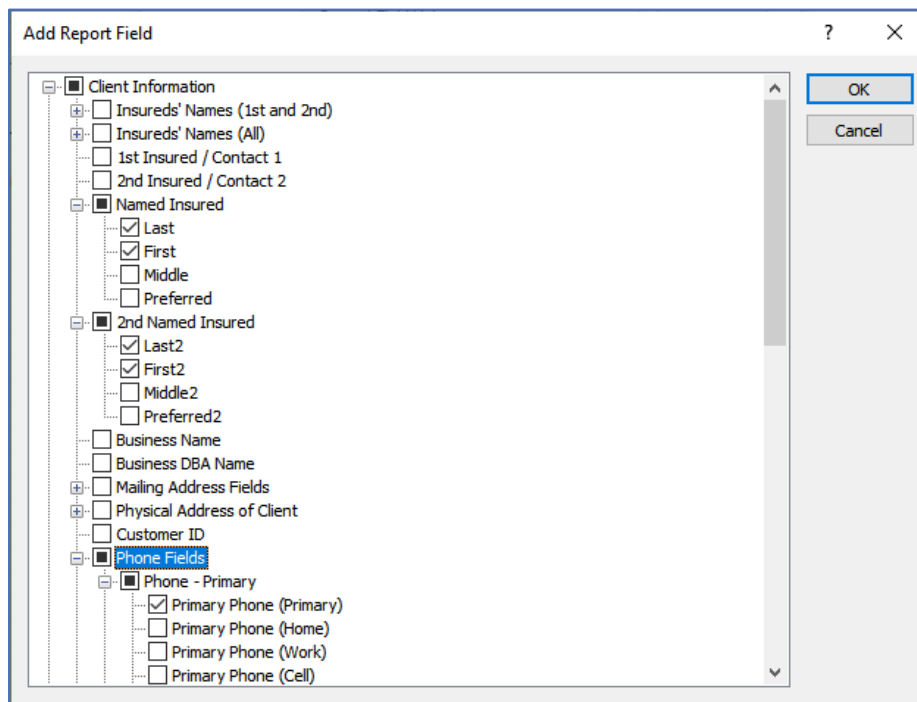 Add Report Field ?
Client Information
OK
Insureds' Names (1st and 2nd)
Insureds' Names (All)
Cancel
1st Insured / Contact 1
2nd Insured / Contact 2
Named Insured
Last
First
Middle
Preferred
2nd Named Insured
Last2
First2
Middle2
Preferred2
Business Name
Business DBA Name
Mailing Address Fields
Physical Address of Client
Customer ID
Phone Fields
Phone - Primary
Primary Phone (Primary)
Primary Phone (Home)
Primary Phone (Work)
Primary Phone (Cell)